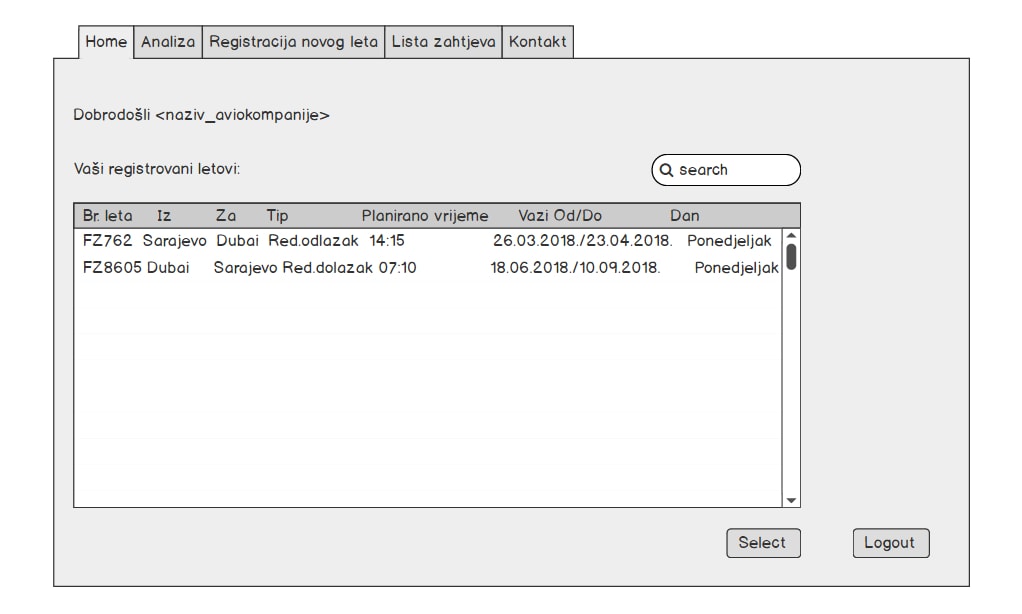 Home Analiza Registracija novog leta Lista zahtjeva Kontakt
Dobrodošli <naziv_aviokompanije>
Vaši registrovani letovi:
search
Br. leta Iz Za Tip Planirano vrijeme Vazi Od/Do Dan
FZ762 Sarajevo Dubai Red.odlazak 14:15 26.03.2018./23.04.2018. Ponedjeljak
FZ8605 Dubai Sarajevo Red.dolazak 07:10 18.06.2018./10.09.2018. Ponedjeljak
Select Logout